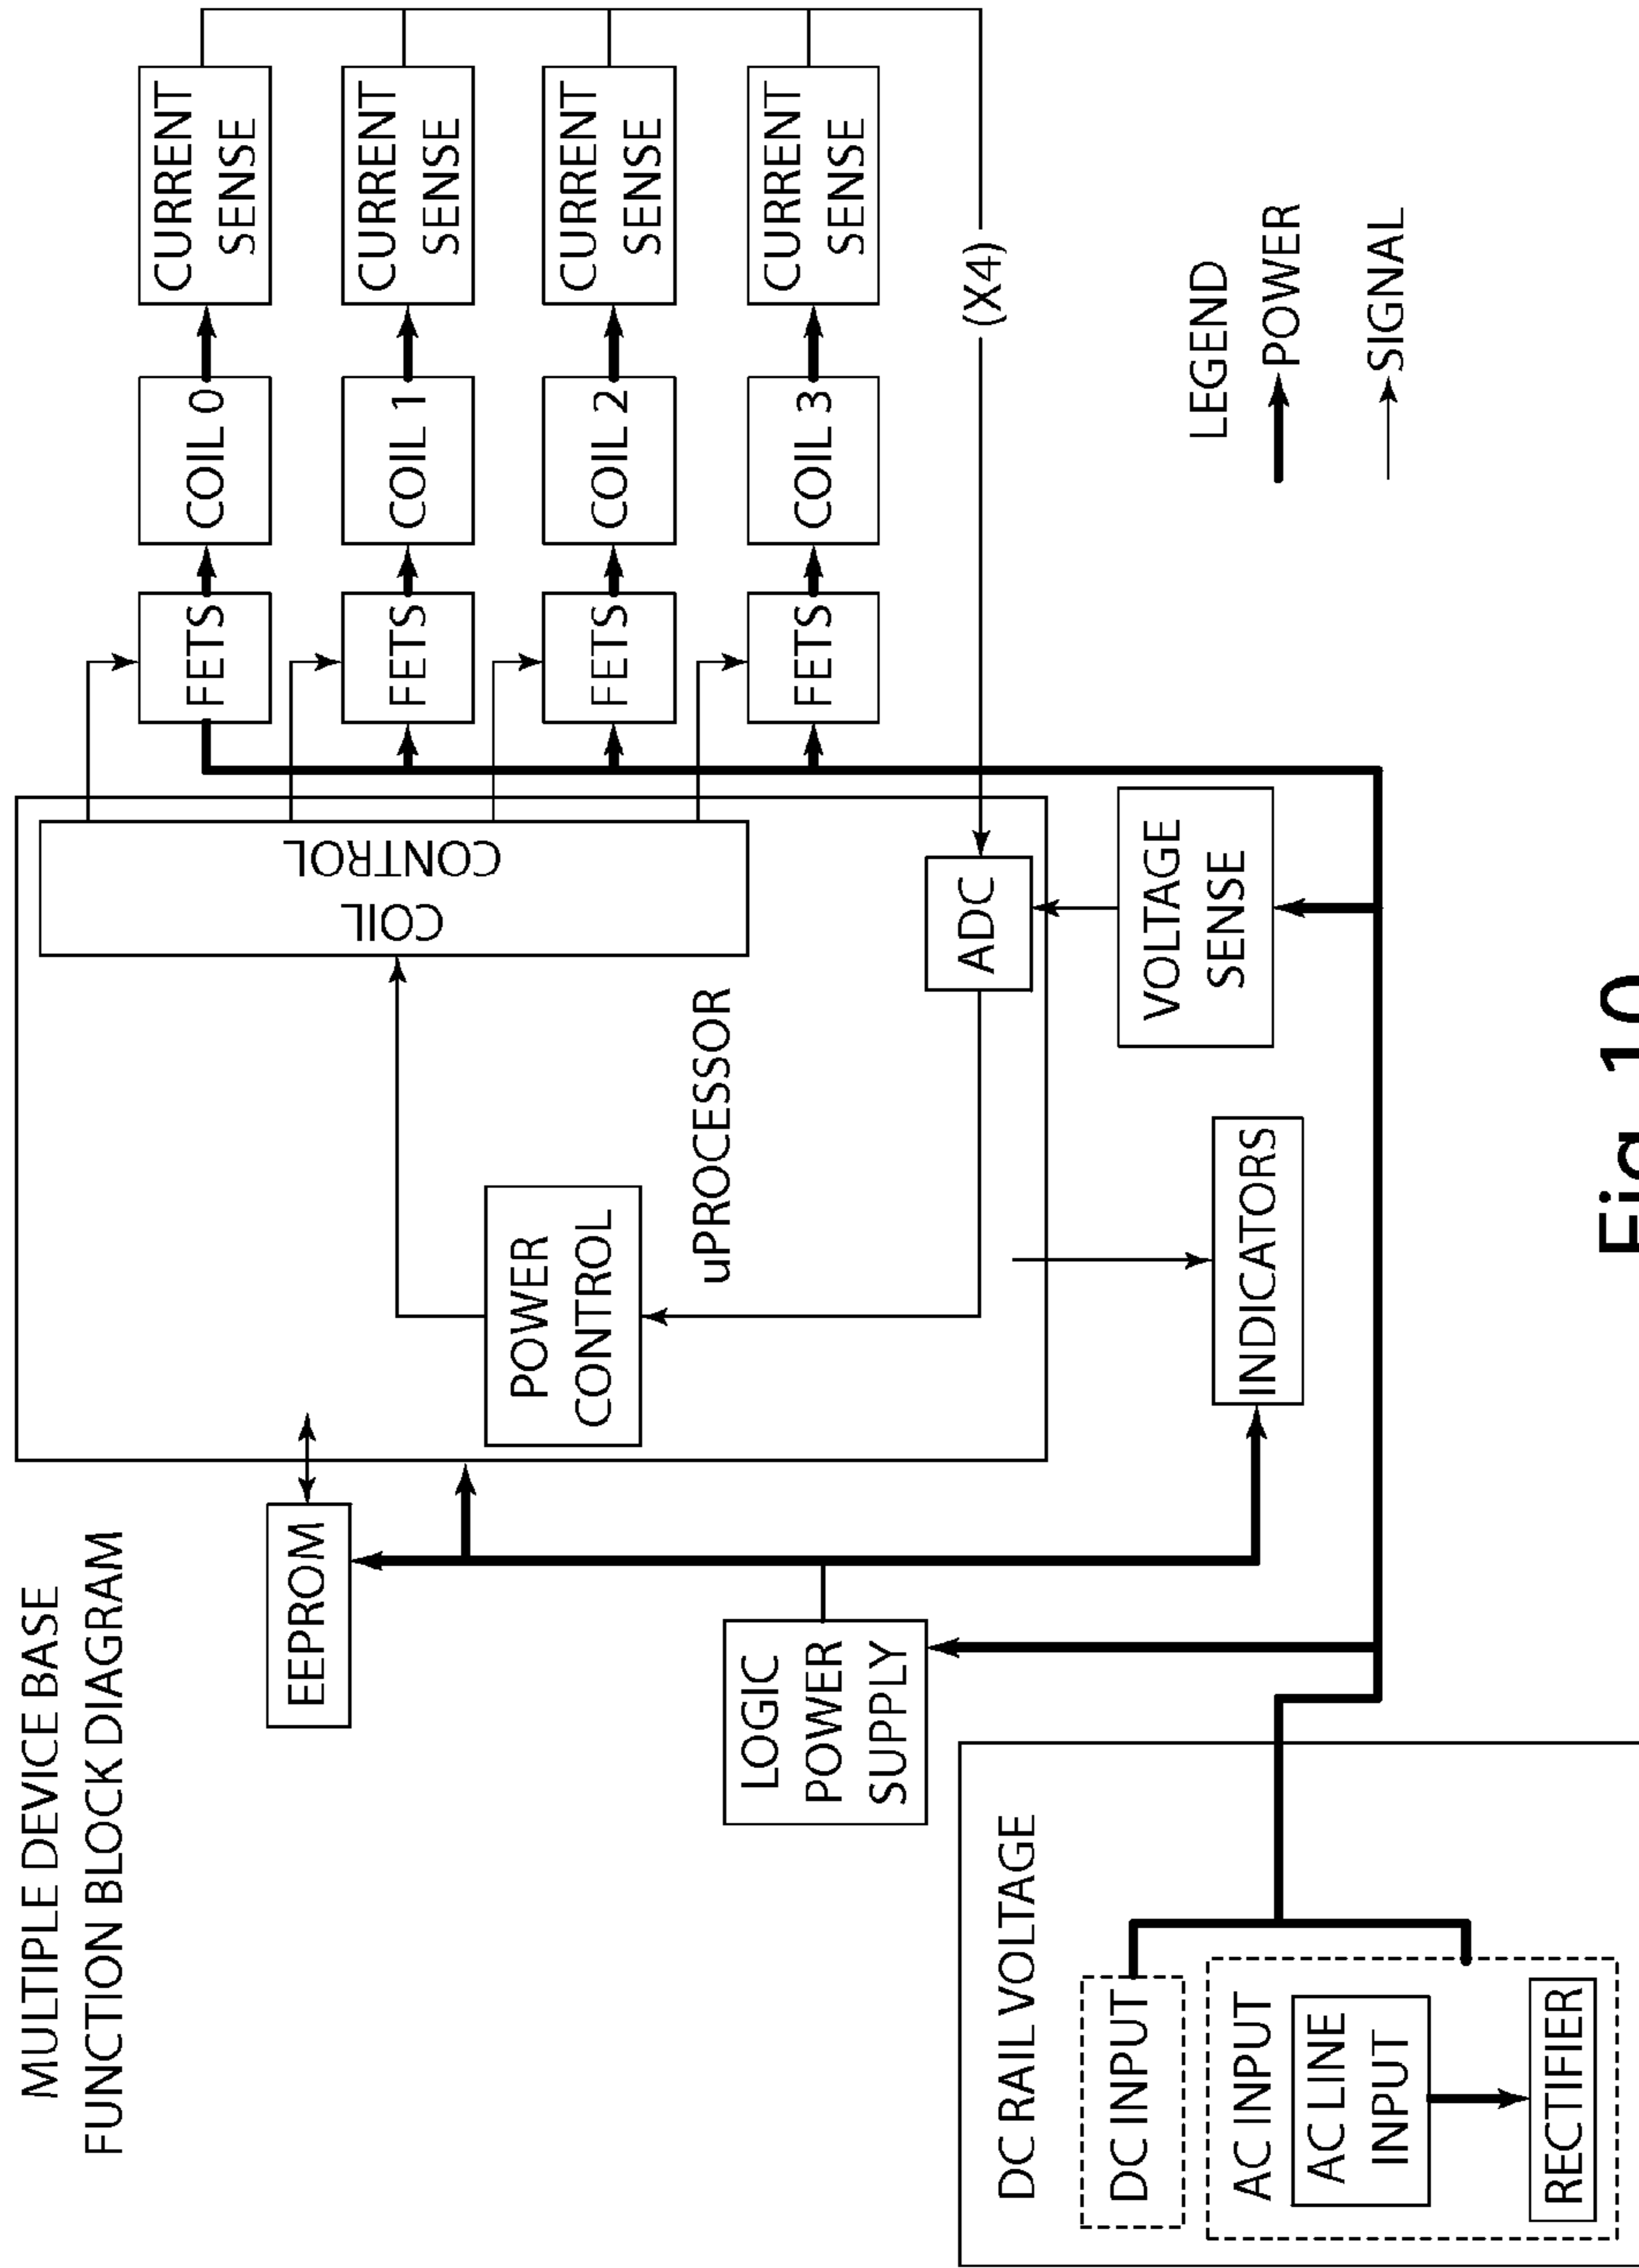 MULTIPLE DEVICE BASE
FUNCTION BLOCK DIAGRAM
EEPROM
LOGIC
POWER
SUPPLY
DC RAIL VOLTAGE
DC INPUT
AC INPUT
AC LINE
INPUT
RECTIFIER
POWER
CONTROL
uPROCESSOR
COIL
CONTROL
ADC
INDICATORS
VOLTAGE
SENSE
FETS
COIL 0
CURRENT
SENSE
FETS
COIL 1
CURRENT
SENSE
FETS
COIL 2
CURRENT
SENSE
FETS
COIL 3
CURRENT
SENSE
(X4)
LEGEND
POWER
SIGNAL
Fig. 10